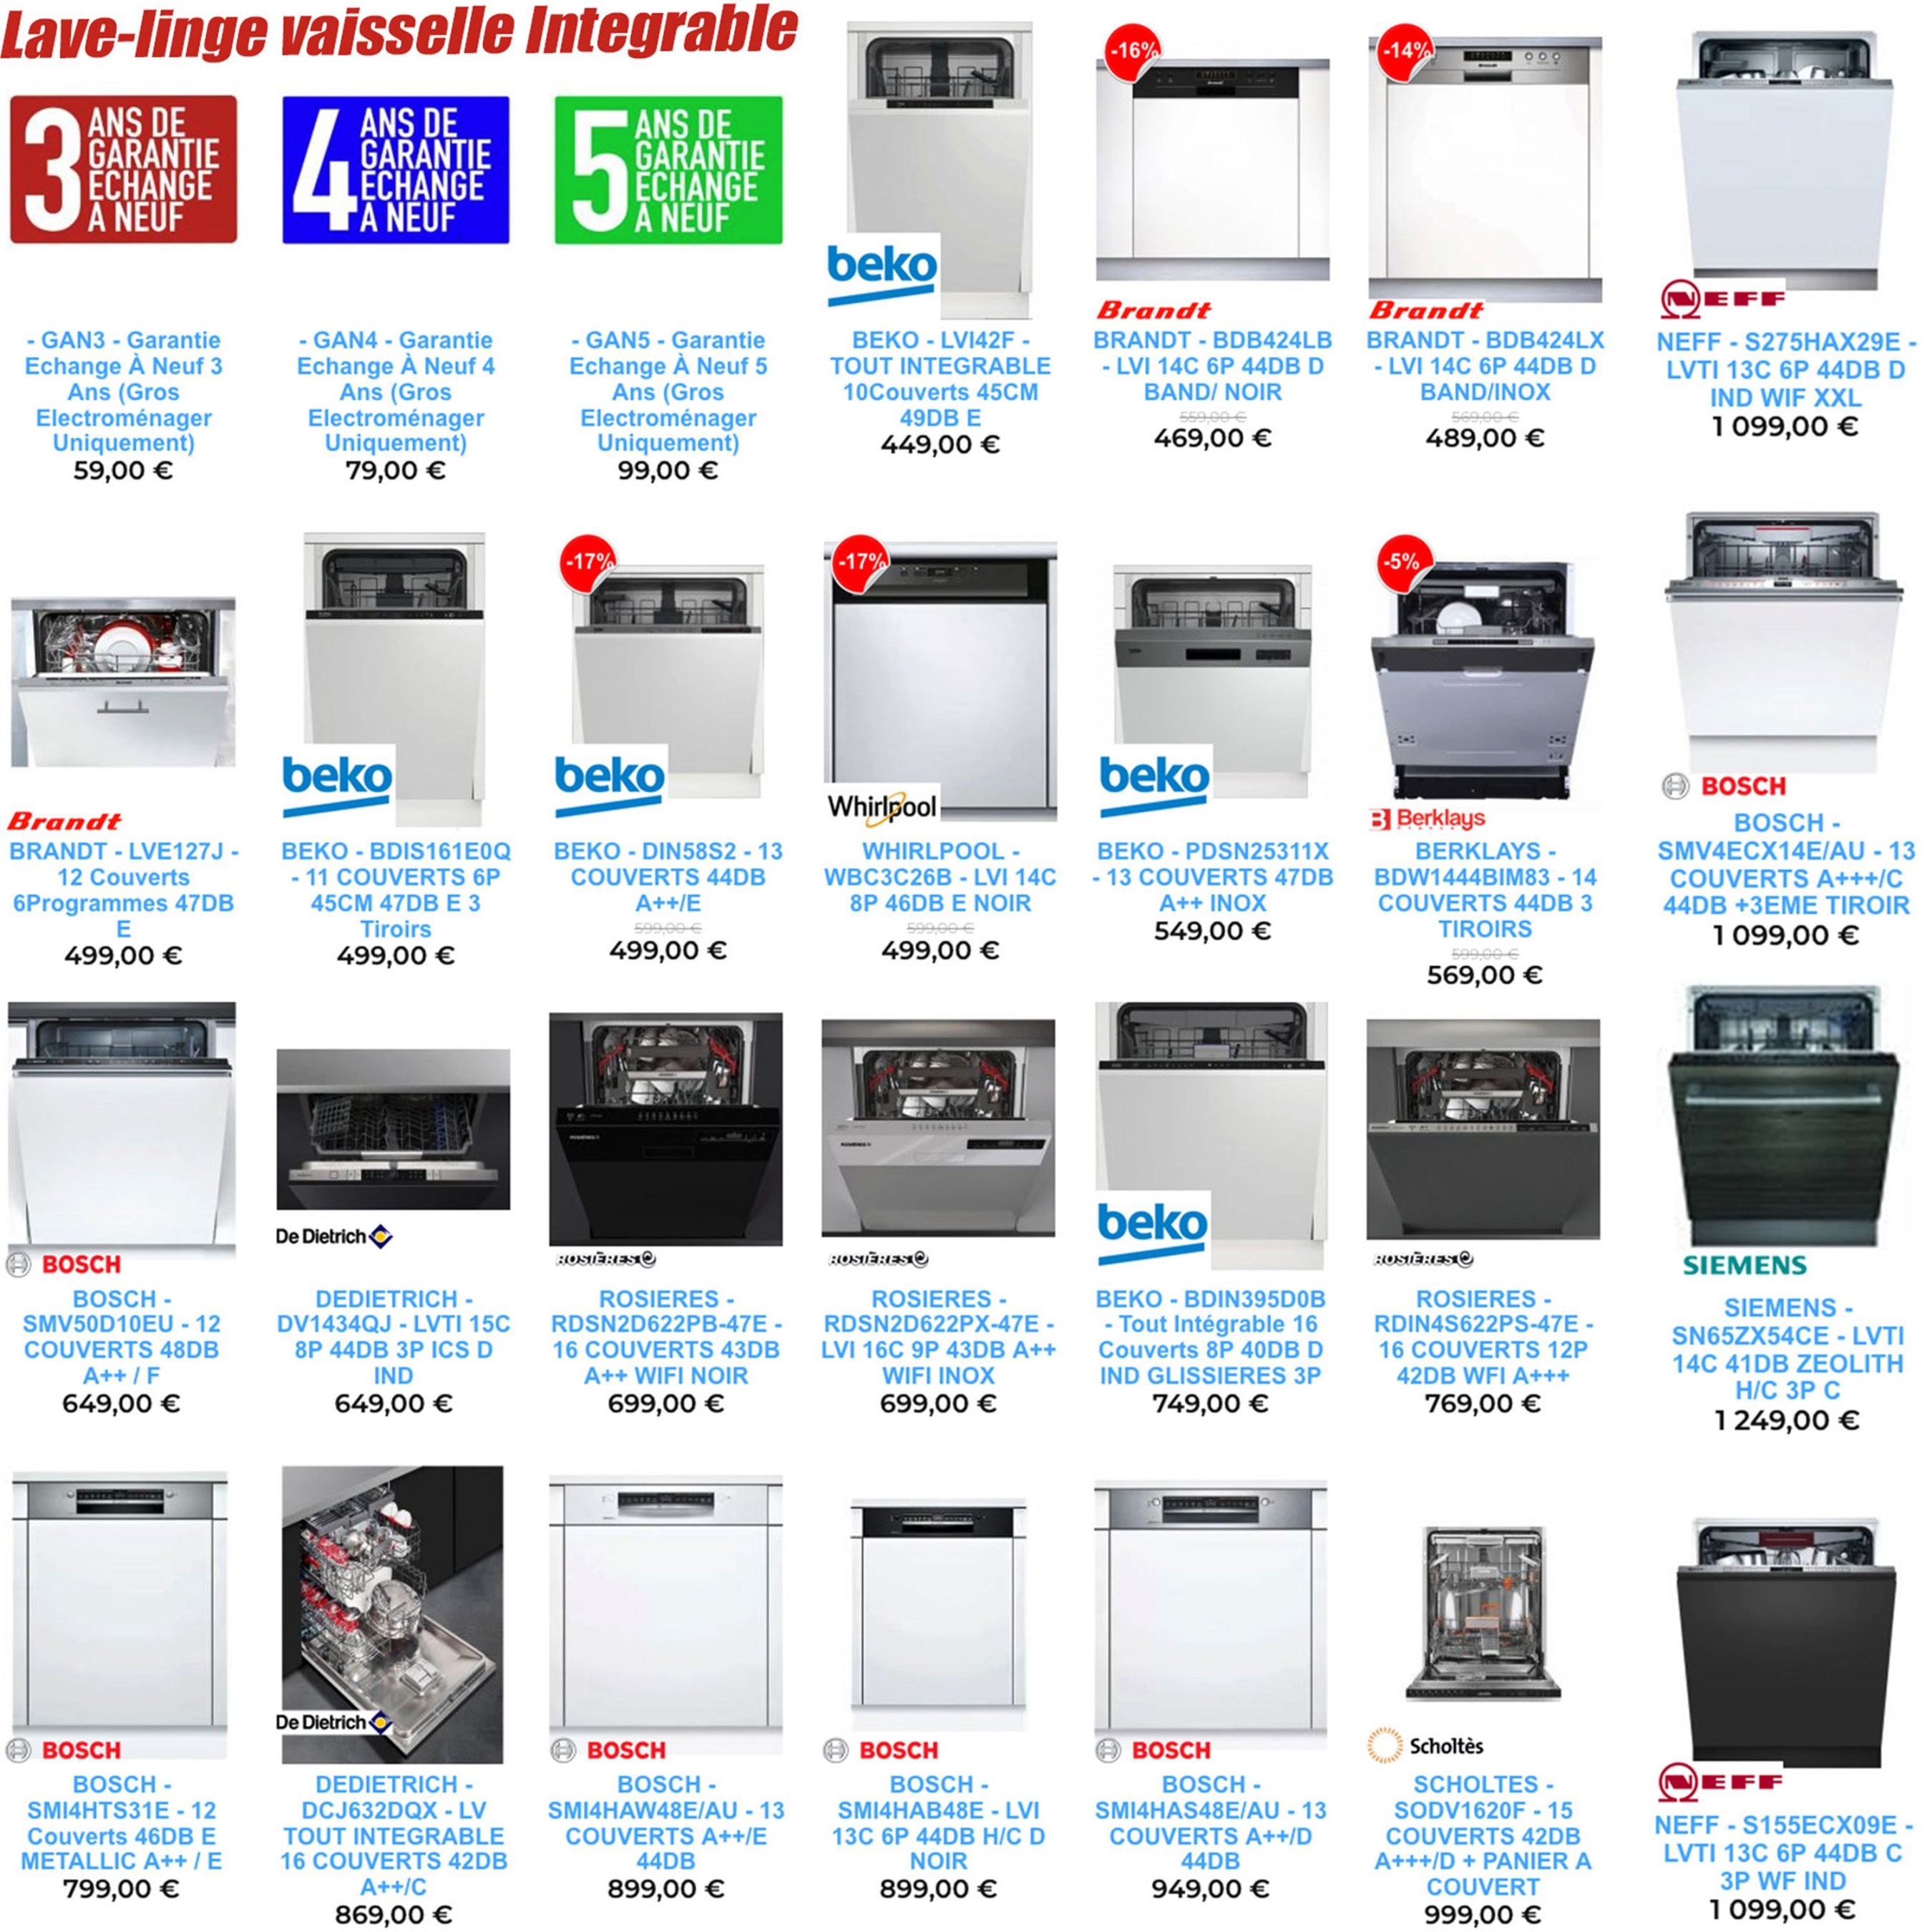 Lave-linge vaisselle Integrable
3 ANS DE
GARANTIE
ECHANGE
A NEUF
4 ANS DE
GARANTIE
ECHANGE
A NEUF
5 ANS DE
GARANTIE
ECHANGE
A NEUF
beko
-16%
Brandt
-14%
Brandt
NEFF
- GAN3 - Garantie
Echange À Neuf 3
Ans (Gros
Electroménager
Uniquement)
59,00 €
- GAN4 - Garantie
Echange À Neuf 4
Ans (Gros
Electroménager
Uniquement)
79,00 €
- GAN5 - Garantie
Echange À Neuf 5
Ans (Gros
Electroménager
Uniquement)
99,00 €
BEKO - LVI42F -
TOUT INTEGRABLE
10Couverts 45CM
49DB E
449,00 €
BRANDT - BDB424LB
- LVI 14C 6P 44DB D
BAND/ NOIR
559,00 €
469,00 €
BRANDT - BDB424LX
- LVI 14C 6P 44DB D
BAND/INOX
569,00 €
489,00 €
NEFF - S275HAX29E -
LVTI 13C 6P 44DB D
IND WIF XXL
1 099,00 €
Brandt
BRANDT - LVE127J -
12 Couverts
6Programmes 47DB
E
499,00 €
beko
BEKO - BDIS161E0Q
- 11 COUVERTS 6P
45CM 47DB E 3
Tiroirs
499,00 €
-17%
beko
BEKO - DIN58S2 - 13
COUVERTS 44DB
A++/E
599,00 €
499,00 €
-17%
Whirlpool
WHIRLPOOL -
WBC3C26B - LVI 14C
8P 46DB E NOIR
599,00 €
499,00 €
beko
BEKO - PDSN25311X
- 13 COUVERTS 47DB
A++ INOX
549,00 €
-5%
Berklays
BERKLAYS -
BDW1444BIM83 - 14
COUVERTS 44DB 3
TIROIRS
599,00 €
569,00 €
BOSCH
BOSCH -
SMV4ECX14E/AU - 13
COUVERTS A+++/C
44DB +3EME TIROIR
1 099,00 €
BOSCH
BOSCH -
SMV50D10EU - 12
COUVERTS 48DB
A++ / F
649,00 €
De Dietrich
DEDIETRICH -
DV1434QJ - LVTI 15C
8P 44DB 3P ICS D
IND
649,00 €
ROSIÈRES
ROSIERES -
RDSN2D622PB-47E -
16 COUVERTS 43DB
A++ WIFI NOIR
699,00 €
ROSIÈRES
ROSIERES -
RDSN2D622PX-47E -
LVI 16C 9P 43DB A++
WIFI INOX
699,00 €
beko
BEKO - BDIN395D0B
- Tout Intégrable 16
Couverts 8P 40DB D
IND GLISSIERES 3P
749,00 €
ROSIÈRES
ROSIERES -
RDIN4S622PS-47E -
16 COUVERTS 12P
42DB WFI A+++
769,00 €
SIEMENS
SIEMENS -
SN65ZX54CE - LVTI
14C 41DB ZEOLITH
H/C 3P C
1 249,00 €
BOSCH
BOSCH -
SMI4HTS31E - 12
Couverts 46DB E
METALLIC A++ / E
799,00 €
De Dietrich
DEDIETRICH -
DCJ632DQX - LV
TOUT INTEGRABLE
16 COUVERTS 42DB
A++/C
869,00 €
BOSCH
BOSCH -
SMI4HAW48E/AU - 13
COUVERTS A++/E
44DB
899,00 €
BOSCH
BOSCH -
SMI4HAB48E - LVI
13C 6P 44DB H/C D
NOIR
899,00 €
BOSCH
BOSCH -
SMI4HAS48E/AU - 13
COUVERTS A++/D
44DB
949,00 €
Scholtès
SCHOLTES -
SODV1620F - 15
COUVERTS 42DB
A+++/D + PANIER A
COUVERT
999,00 €
NEFF
NEFF - S155ECX09E -
LVTI 13C 6P 44DB C
3P WF IND
1 099,00 €